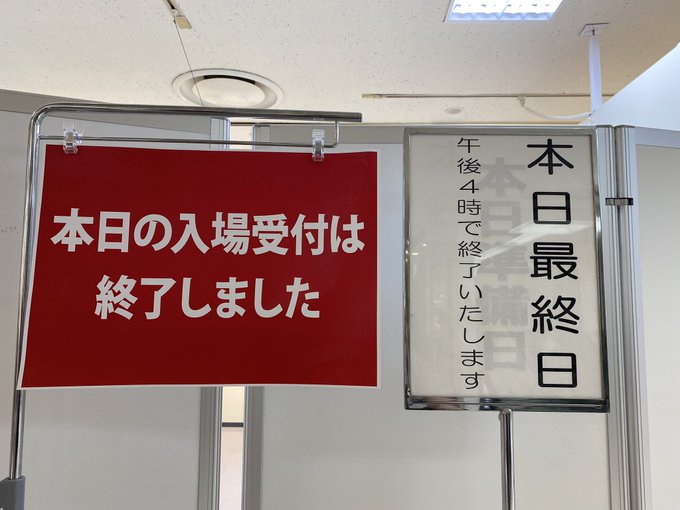 本日の入場受付は
終了しました
本日最終日
午後4時で終了いたします